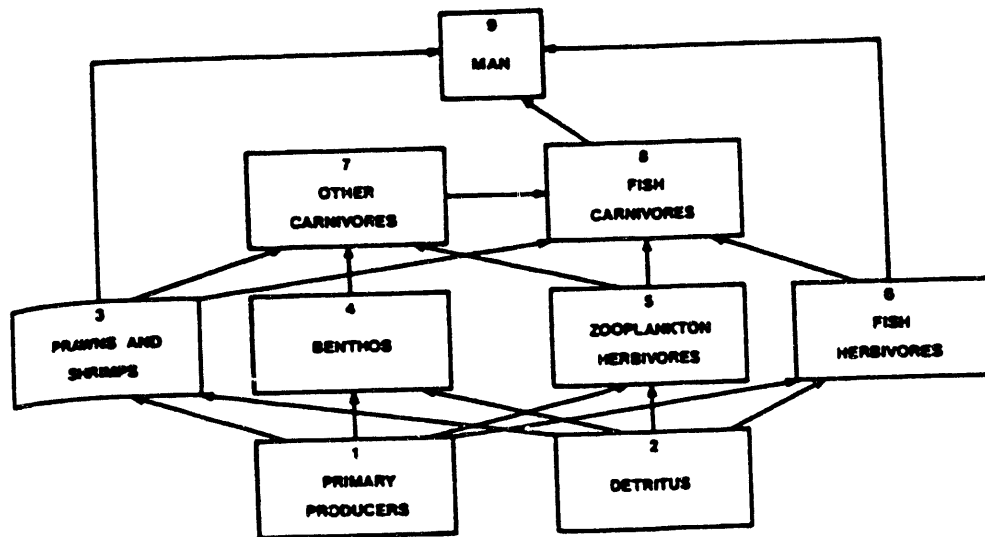 9
MAN
7
OTHER
CARNIVORES
8
FISH
CARNIVORES
3
PRAWNS AND
SHRIMPS
4
BENTHOS
5
ZOOPLANKTON
HERBIVORES
6
FISH
HERBIVORES
1
PRIMARY
PRODUCERS
2
DETRITUS